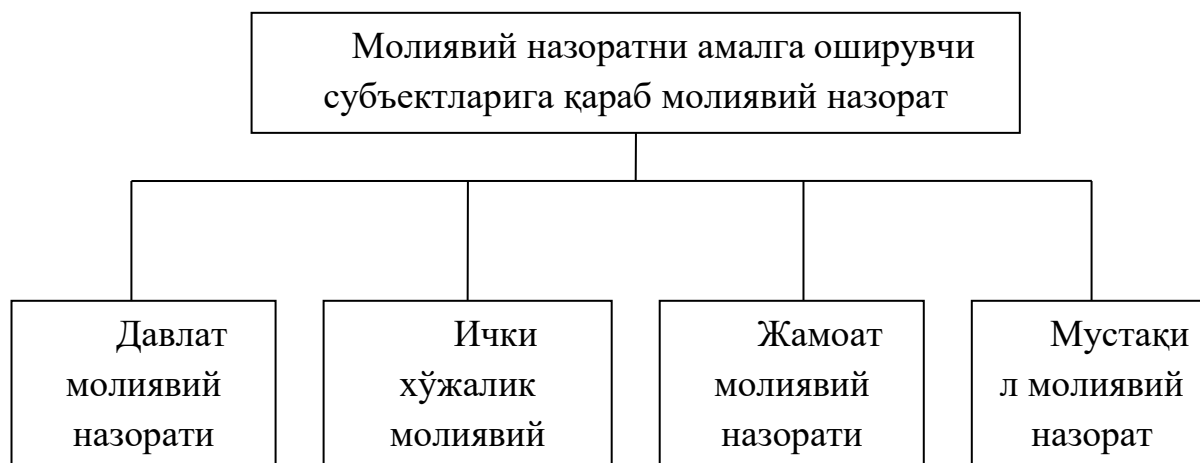 Молиявий назоратни амалга оширувчи
субъектларига қараб молиявий назорат
Давлат
молиявий
назорати
Ички
хўжалик
молиявий
Жамоат
молиявий
назорати
Мустақи
л молиявий
назорат